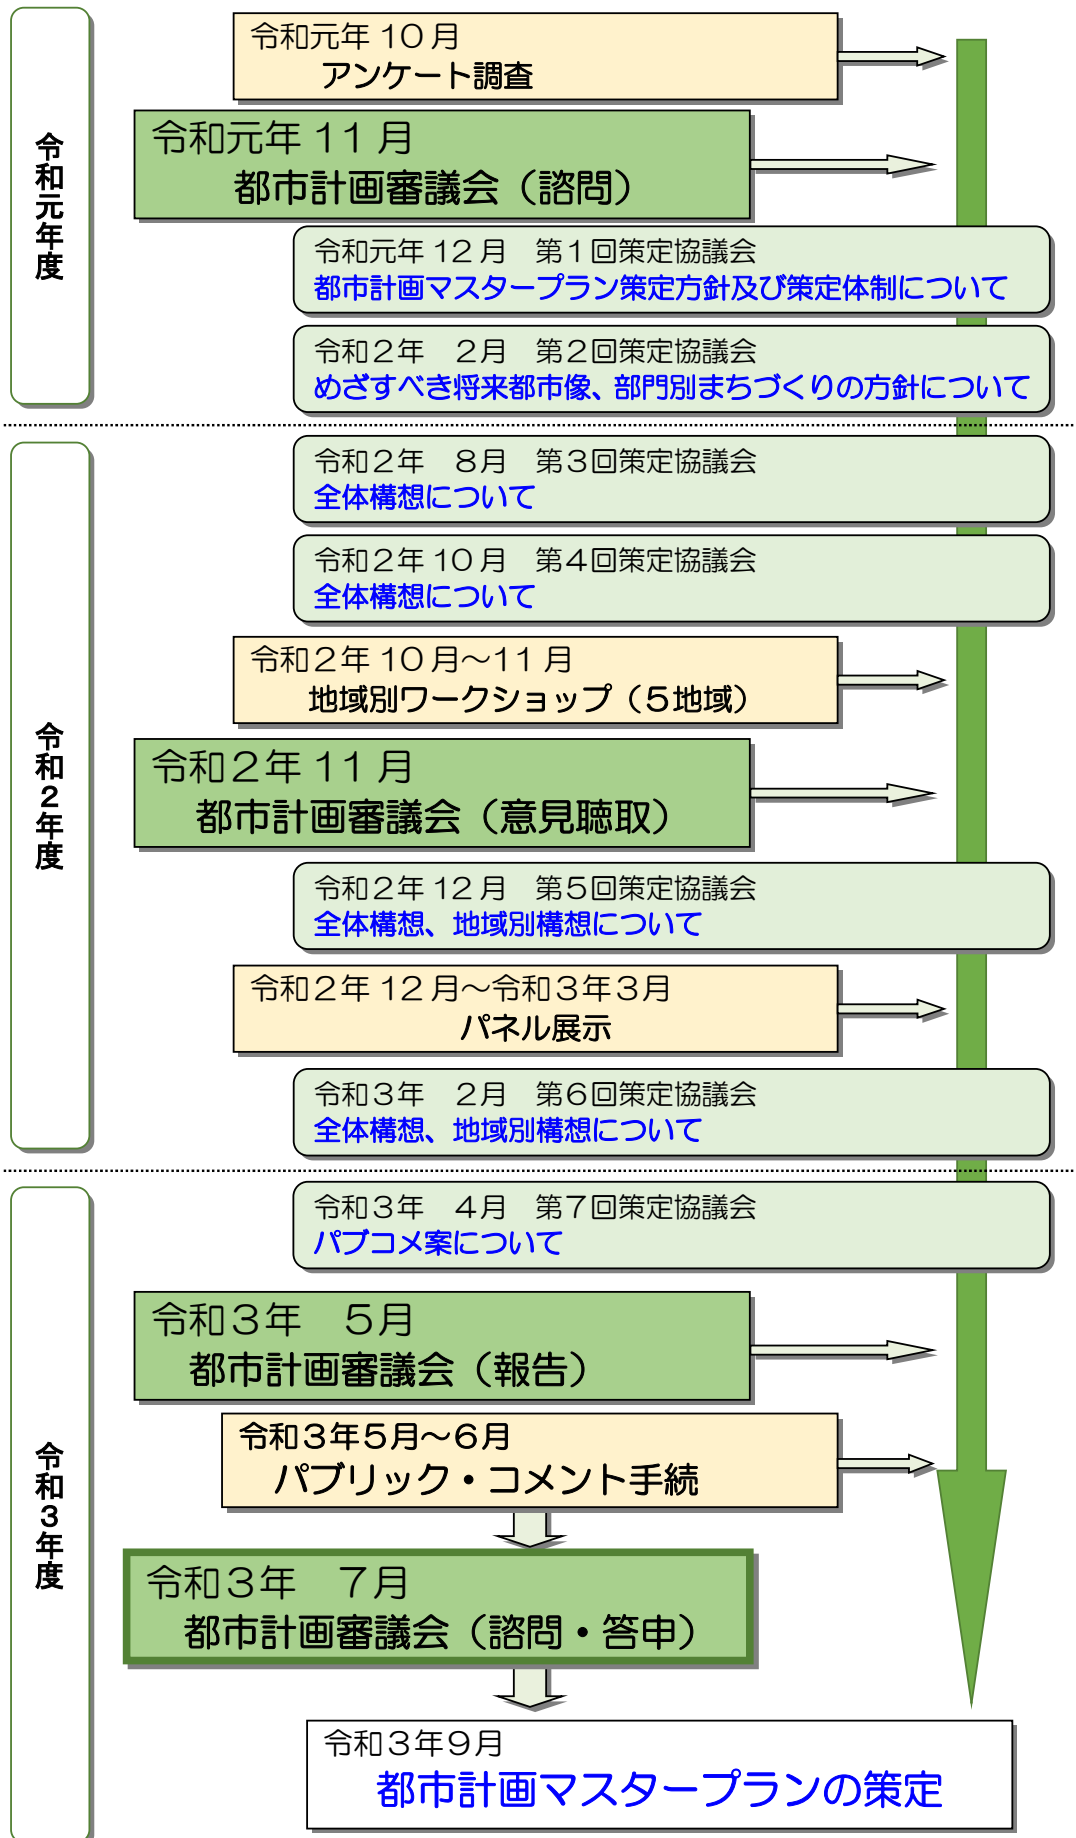 令和元年度
令和元年 10 月
アンケート調査
令和元年 11 月
都市計画審議会（諮問）
令和元年 12 月　第１回策定協議会
都市計画マスタープラン策定方針及び策定体制について
令和２年　２月　第２回策定協議会
めざすべき将来都市像、部門別まちづくりの方針について
令和２年度
令和２年　８月　第３回策定協議会
全体構想について
令和２年 10 月　第４回策定協議会
全体構想について
令和２年 10 月～11 月
地域別ワークショップ（５地域）
令和２年 11 月
都市計画審議会（意見聴取）
令和２年 12 月　第５回策定協議会
全体構想、地域別構想について
令和２年 12 月～令和３年３月
パネル展示
令和３年　２月　第６回策定協議会
全体構想、地域別構想について
令和３年度
令和３年　４月　第７回策定協議会
パブコメ案について
令和３年　５月
都市計画審議会（報告）
令和３年５月～６月
パブリック・コメント手続
令和３年　７月
都市計画審議会（諮問・答申）
令和３年９月
都市計画マスタープランの策定